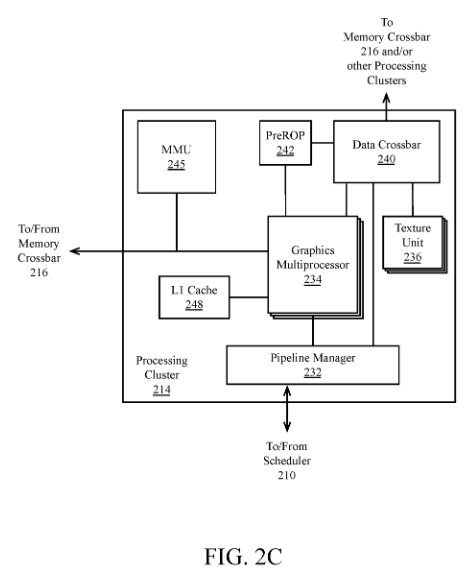 To
Memory Crossbar
216 and/or
other Processing
Clusters
MMU
245
PreROP
242
Data Crossbar
240
To/From
Memory
Crossbar
216
Graphics
Multiprocessor
234
Texture
Unit
236
L1 Cache
248
Processing
Cluster
214
Pipeline Manager
232
To/From
Scheduler
210
FIG. 2C